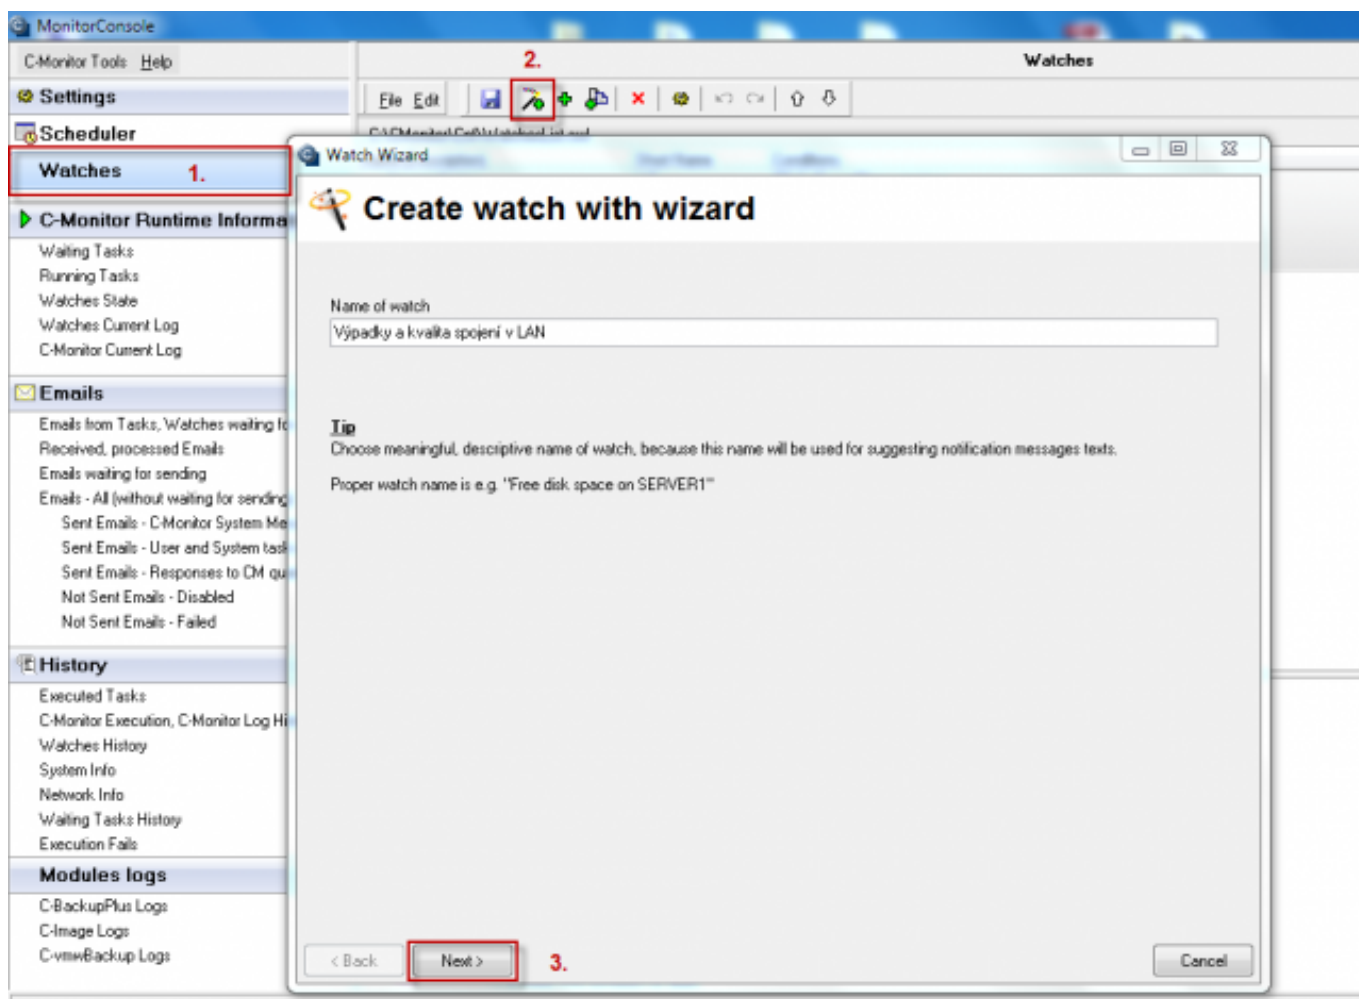 MonitorConsole
C-Monitor Tools Help
Settings
Scheduler
Watches
1.
C-Monitor Runtime Informa
Waiting Tasks
Running Tasks
Watches State
Watches Current Log
C-Monitor Current Log
Emails
Emails from Tasks, Watches waiting fo
Received, processed Emails
Emails waiting for sending
Emails - All (without waiting for sending
Sent Emails - C-Monitor System Me
Sent Emails - User and System task
Sent Emails - Responses to CM qu
Not Sent Emails - Disabled
Not Sent Emails - Failed
History
Executed Tasks
C-Monitor Execution, C-Monitor Log Hi
Watches History
System Info
Network Info
Waiting Tasks History
Execution Fails
Modules logs
C-BackupPlus Logs
C-Image Logs
C-vmwBackup Logs
2.
Watches
File Edit
Watch Wizard
Create watch with wizard
Name of watch
Výpadky a kvalita spojení v LAN
Tip
Choose meaningful, descriptive name of watch, because this name will be used for suggesting notification messages texts.
Proper watch name is e.g. "Free disk space on SERVER1"
< Back
Next >
3.
Cancel